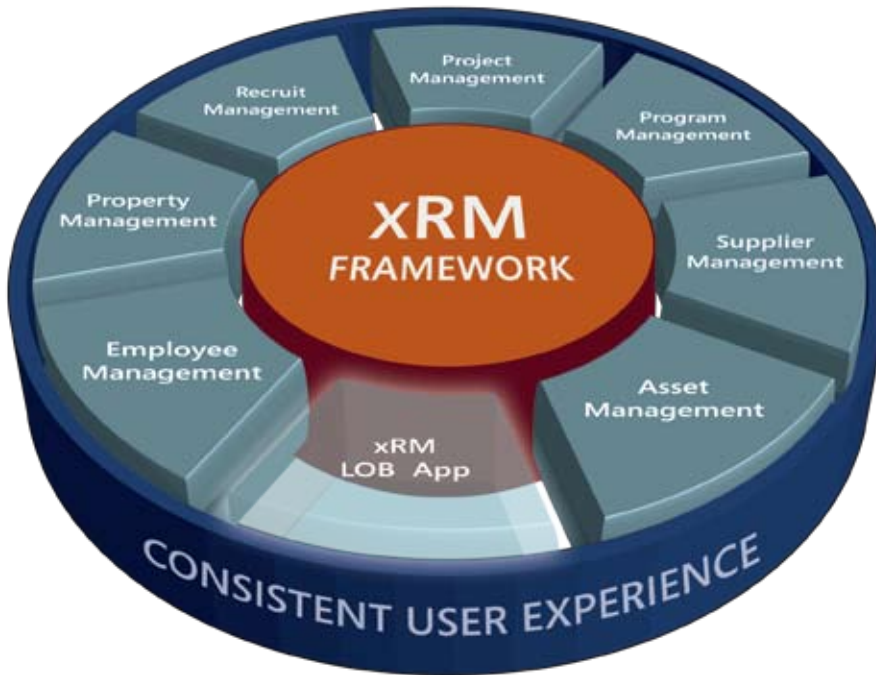 Project
Management
Recruit
Management
Program
Management
Property
Management
xRM
FRAMEWORK
Supplier
Management
Employee
Management
Asset
Management
xRM
LOB App
CONSISTENT USER EXPERIENCE